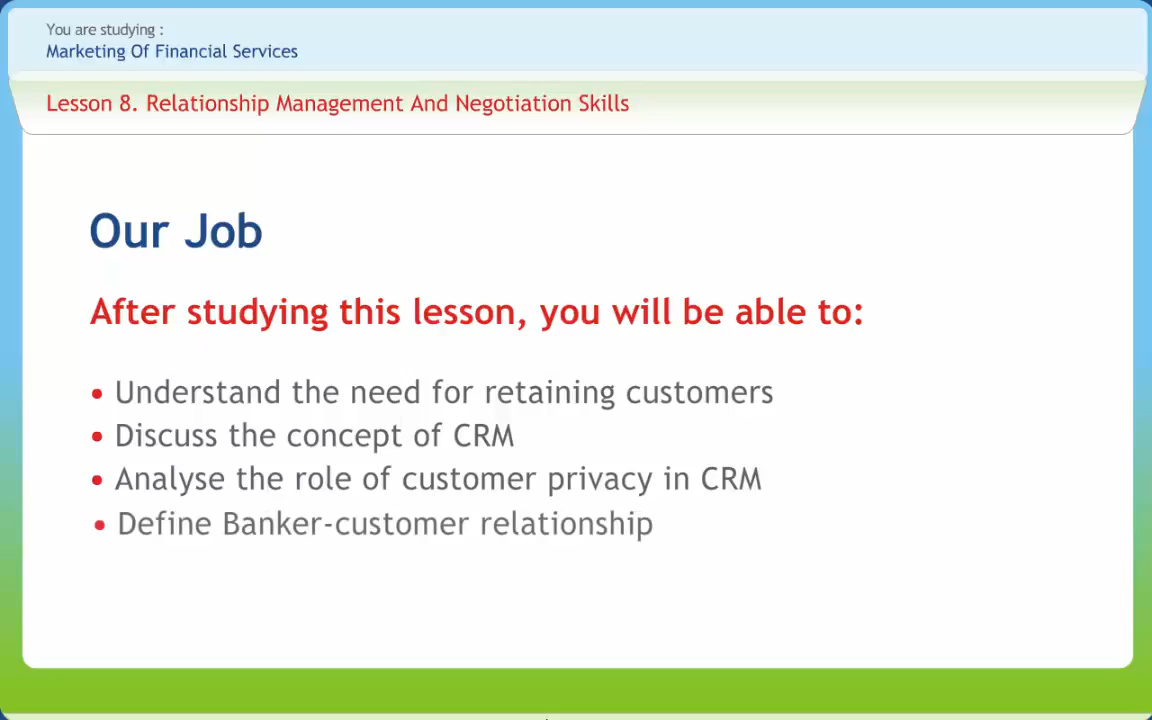 You are studying :
Marketing Of Financial Services
Lesson 8. Relationship Management And Negotiation Skills
Our Job
After studying this lesson, you will be able to:
• Understand the need for retaining customers
• Discuss the concept of CRM
• Analyse the role of customer privacy in CRM
• Define Banker-customer relationship